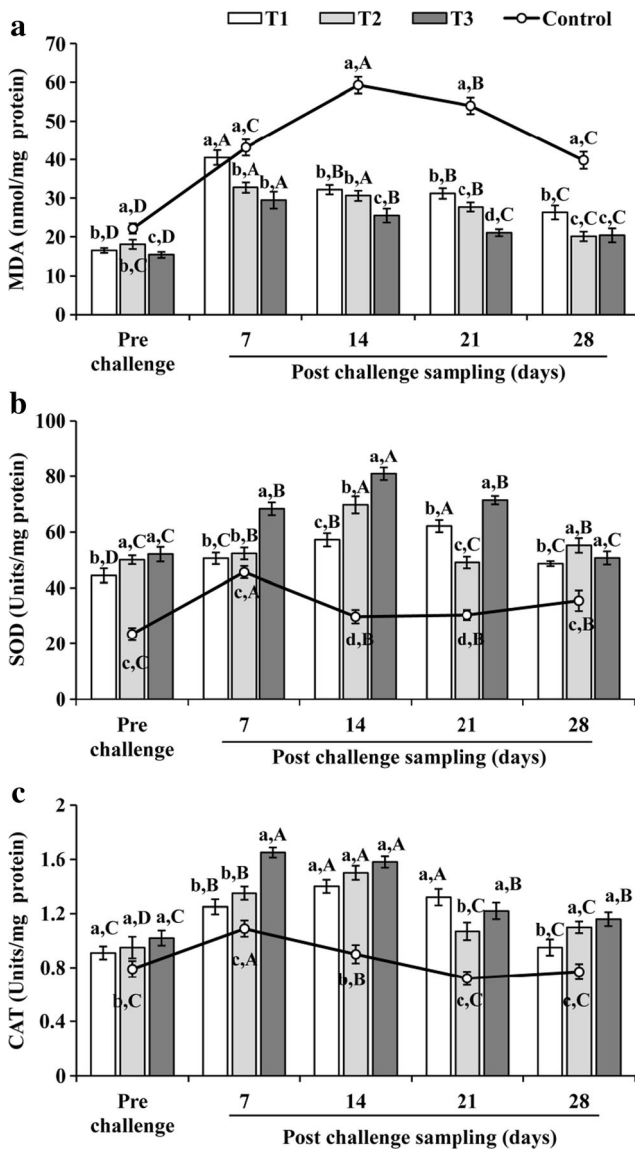 a
T1 T2 T3 Control
MDA (nmol/mg protein)
70
60
50
40
30
20
10
0
a,A
a,A a,C a,B
a,C
a,D b,A b,A b,B b,A c,B b,B c,B d,C b,C c,C c,C
b,D b,C c,D
Pre challenge 7 14 21 28
Post challenge sampling (days)
b
SOD (Units/mg protein)
100
80
60
40
20
0
b,D a,C a,C b,C b,B a,B c,B b,A a,A b,A c,C a,B b,C a,B a,C
c,C c,A d,B d,B c,B
Pre challenge 7 14 21 28
Post challenge sampling (days)
c
CAT (Units/mg protein)
2
1.6
1.2
0.8
0.4
0
a,C a,D a,C b,B b,B a,A a,A a,A a,A a,A b,C a,B b,C a,C a,B
b,C c,A b,B c,C c,C
Pre challenge 7 14 21 28
Post challenge sampling (days)